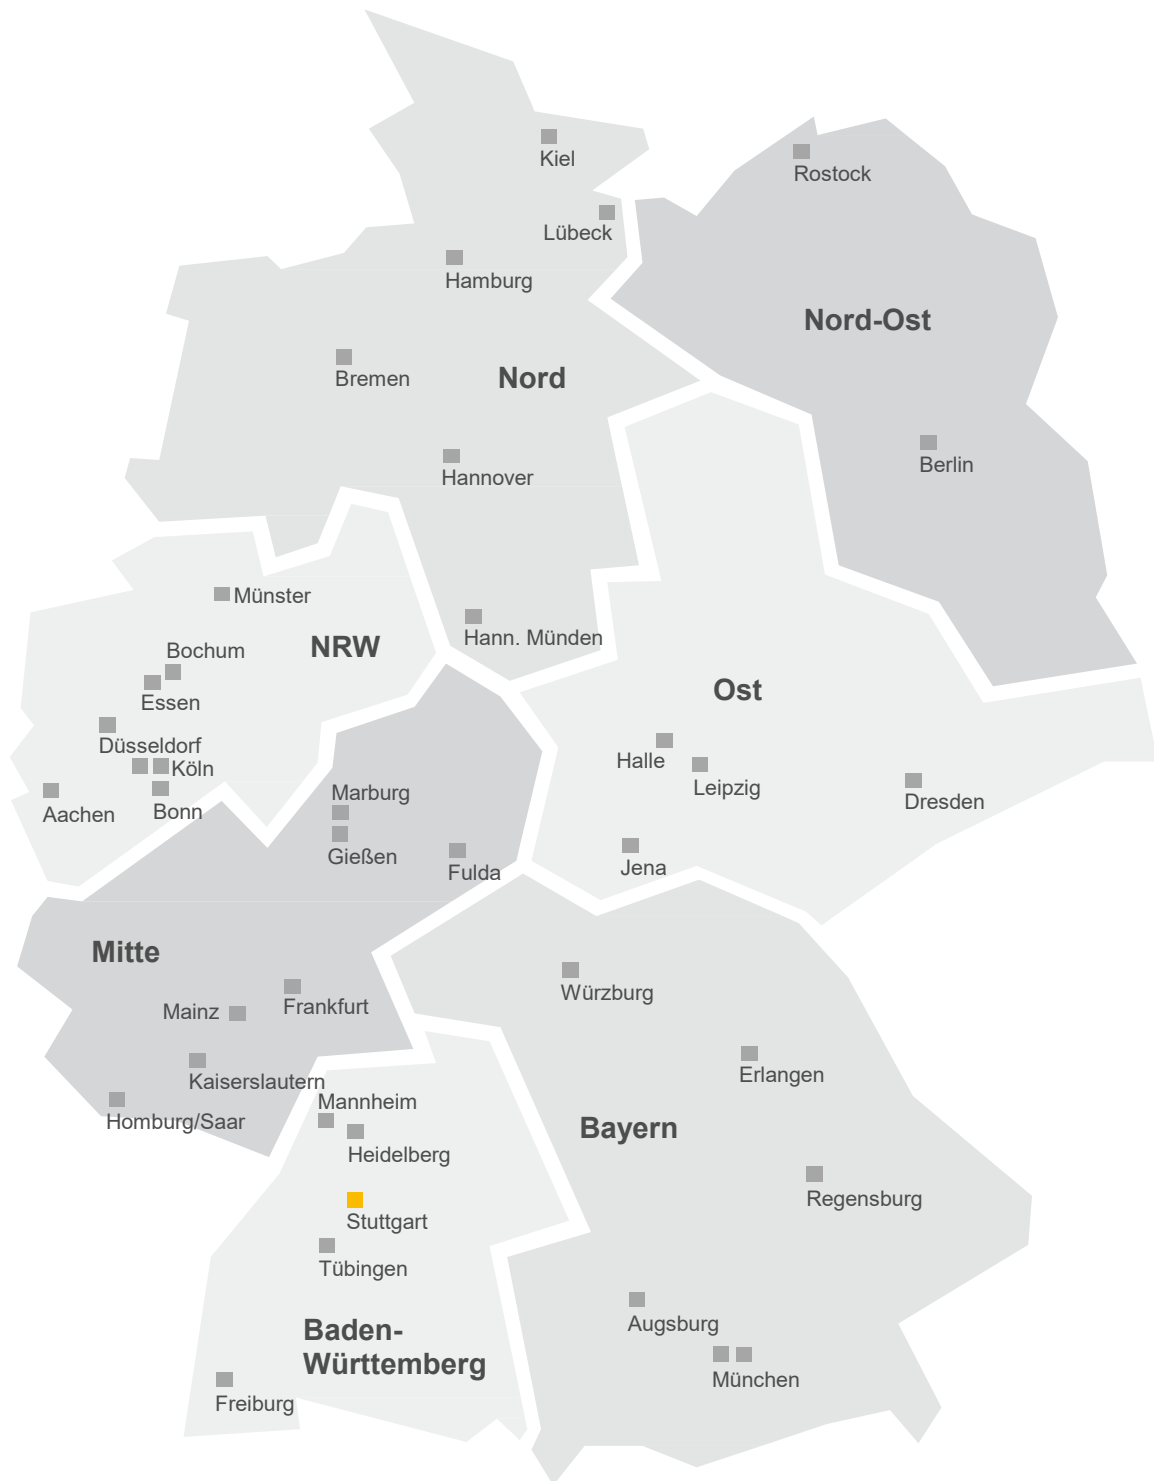 Kiel
Rostock
Lübeck
Hamburg
Nord-Ost
Bremen
Nord
Berlin
Hannover
Münster
Hann. Münden
NRW
Bochum
Essen
Ost
Düsseldorf
Halle
Köln
Leipzig
Marburg
Dresden
Aachen
Bonn
Gießen
Fulda
Jena
Mitte
Würzburg
Mainz
Frankfurt
Erlangen
Kaiserslautern
Mannheim
Homburg/Saar
Bayern
Heidelberg
Regensburg
Stuttgart
Tübingen
Augsburg
Baden-
Württemberg
München
Freiburg